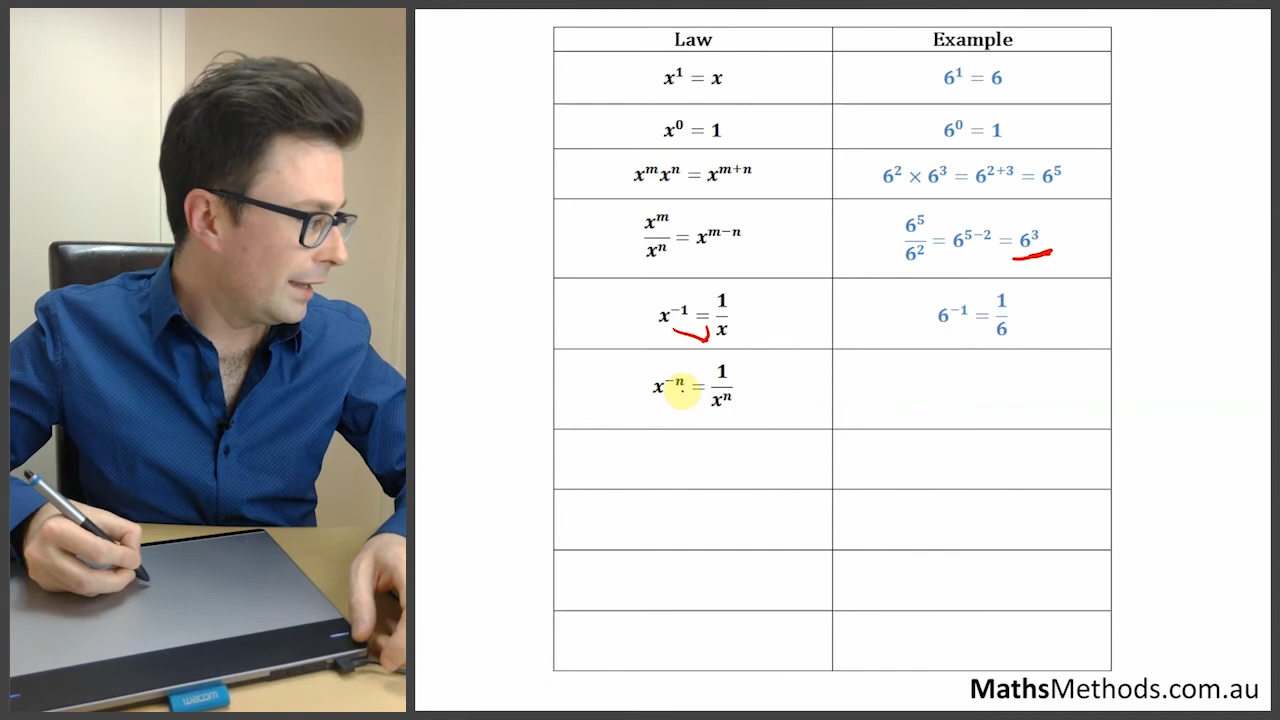 Law Example
x¹ = x 6¹ = 6
x⁰ = 1 6⁰ = 1
xᵐxⁿ = xᵐ⁺ⁿ 6² × 6³ = 6²⁺³ = 6⁵
xᵐ/xⁿ = xᵐ⁻ⁿ 6⁵/6² = 6⁵⁻² = 6³
x⁻¹ = 1/x 6⁻¹ = 1/6
x⁻ⁿ = 1/xⁿ
wacom
MathsMethods.com.au